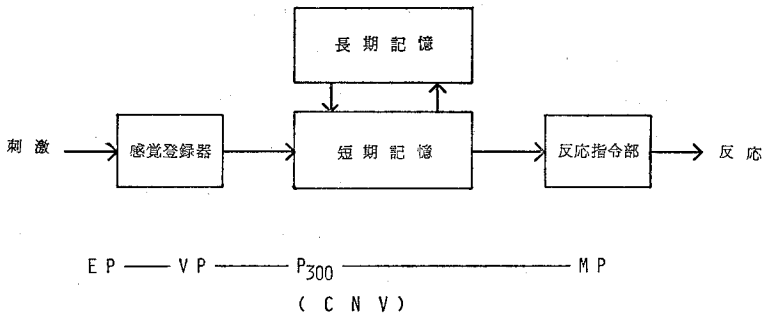 長期記憶
刺激 感覚登録器 短期記憶 反応指令部 反応
EP — VP — P300 — MP
(CNV)